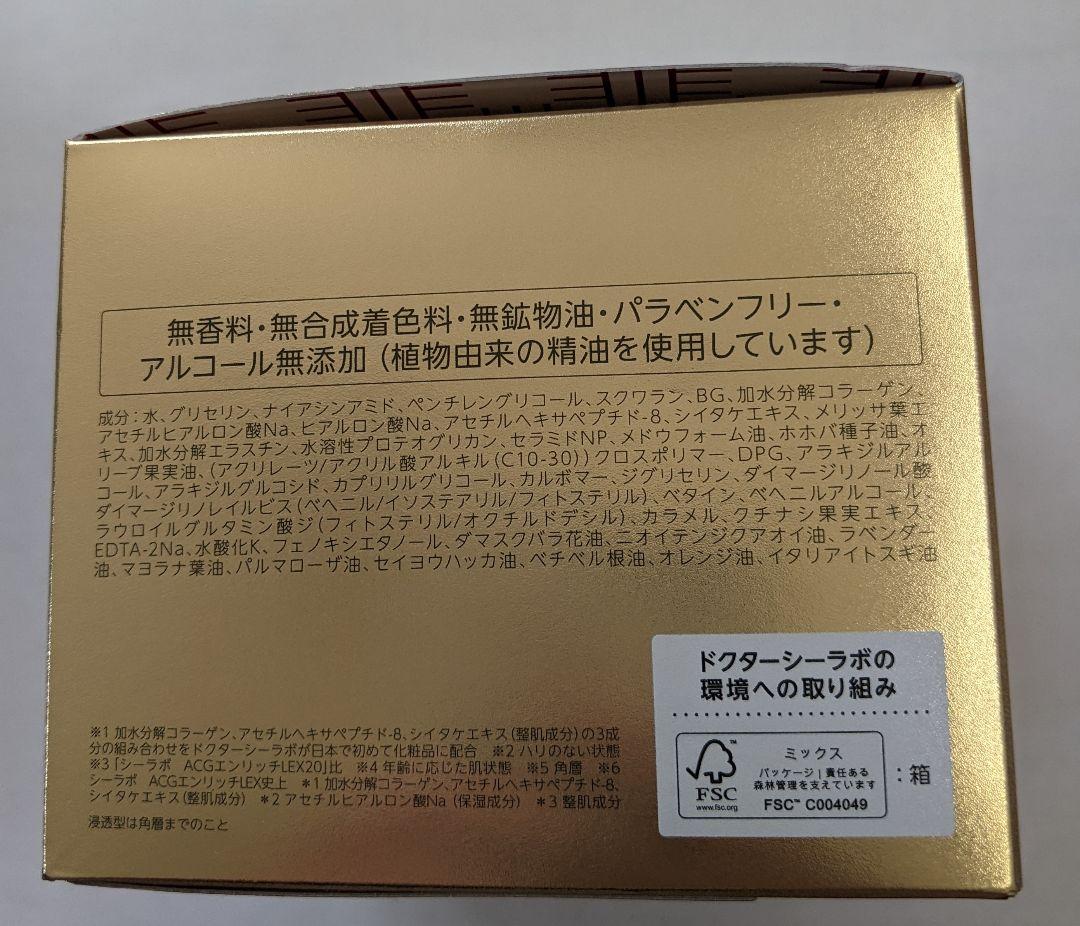 無香料・無合成着色料・無鉱物油・パラベンフリー・
アルコール無添加（植物由来の精油を使用しています）
成分：水、グリセリン、ナイアシンアミド、ペンチレングリコール、スクワラン、BG、加水分解コラーゲン、
アセチルヒアルロン酸Na、ヒアルロン酸Na、アセチルヘキサペプチド-8、シイタケエキス、メリッサ葉エ
キス、加水分解エラスチン、水溶性プロテオグリカン、セラミドNP、メドウフォーム油、ホホバ種子油、オ
リーブ果実油、（アクリレーツ/アクリル酸アルキル（C10-30））クロスポリマー、DPG、アラキジルアル
コール、アラキジルグルコシド、カプリリルグリコール、カルボマー、ジグリセリン、ダイマージリノール酸
ダイマージリノレイルビス（ベヘニル/イソステアリル/フィトステリル）、ベタイン、ベヘニルアルコール、
ラウロイルグルタミン酸ジ（フィトステリル/オクチルドデシル）、カラメル、クチナシ果実エキス、
EDTA-2Na、水酸化K、フェノキシエタノール、ダマスクバラ花油、ニオイテンジクアオイ油、ラベンダー
油、マヨラナ葉油、パルマローザ油、セイヨウハッカ油、ベチベル根油、オレンジ油、イタリアイトスギ油
※1 加水分解コラーゲン、アセチルヘキサペプチド-8、シイタケエキス（整肌成分）の3成
分の組み合わせをドクターシーラボが日本で初めて化粧品に配合　※2 ハリのない状態
※3「シーラボ　ACGエンリッチLEX20」比　※4 年齢に応じた肌状態　※5 角層　※6
シーラボ　ACGエンリッチLEX史上　＊1 加水分解コラーゲン、アセチルヘキサペプチド-8、
シイタケエキス（整肌成分）　＊2 アセチルヒアルロン酸Na（保湿成分）　＊3 整肌成分
浸透型は角層までのこと
ドクターシーラボの
環境への取り組み
FSC
www.fsc.org
ミックス
パッケージ｜責任ある
森林管理を支えています
FSC™ C004049
：箱